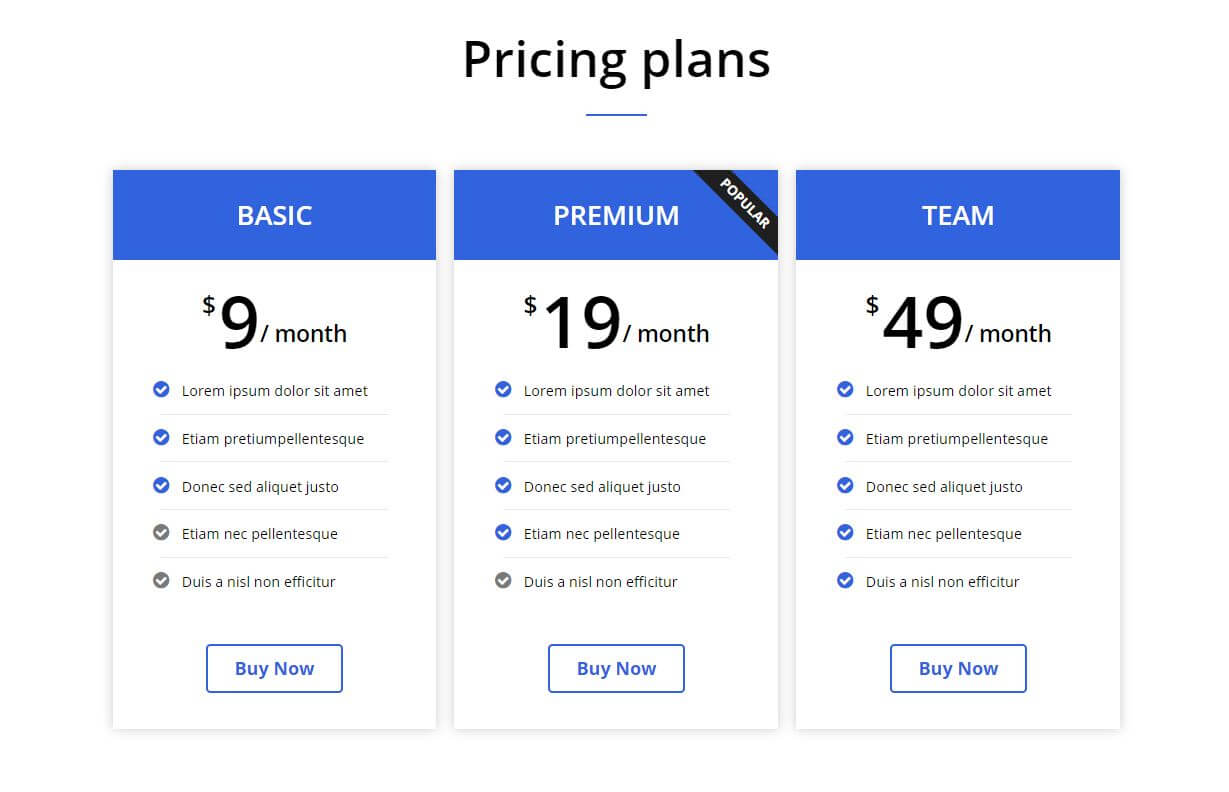 Pricing plans
BASIC
$9/ month
Lorem ipsum dolor sit amet
Etiam pretiumpellentesque
Donec sed aliquet justo
Etiam nec pellentesque
Duis a nisl non efficitur
Buy Now
PREMIUM
POPULAR
$19/ month
Lorem ipsum dolor sit amet
Etiam pretiumpellentesque
Donec sed aliquet justo
Etiam nec pellentesque
Duis a nisl non efficitur
Buy Now
TEAM
$49/ month
Lorem ipsum dolor sit amet
Etiam pretiumpellentesque
Donec sed aliquet justo
Etiam nec pellentesque
Duis a nisl non efficitur
Buy Now